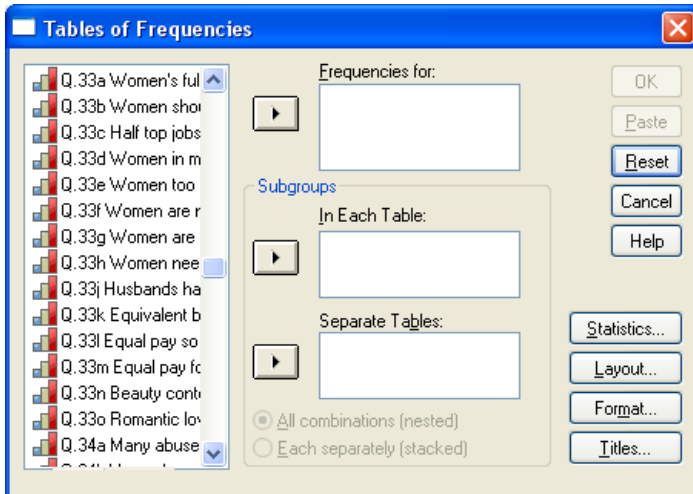 Tables of Frequencies
Q.33a Women's ful
Q.33b Women shou
Q.33c Half top jobs
Q.33d Women in m
Q.33e Women too
Q.33f Women are r
Q.33g Women are
Q.33h Women nee
Q.33j Husbands ha
Q.33k Equivalent b
Q.33l Equal pay so
Q.33m Equal pay fo
Q.33n Beauty conte
Q.33o Romantic lov
Q.34a Many abuse
Frequencies for:
Subgroups
In Each Table:
Separate Tables:
All combinations (nested)
Each separately (stacked)
OK
Paste
Reset
Cancel
Help
Statistics...
Layout...
Format...
Titles...